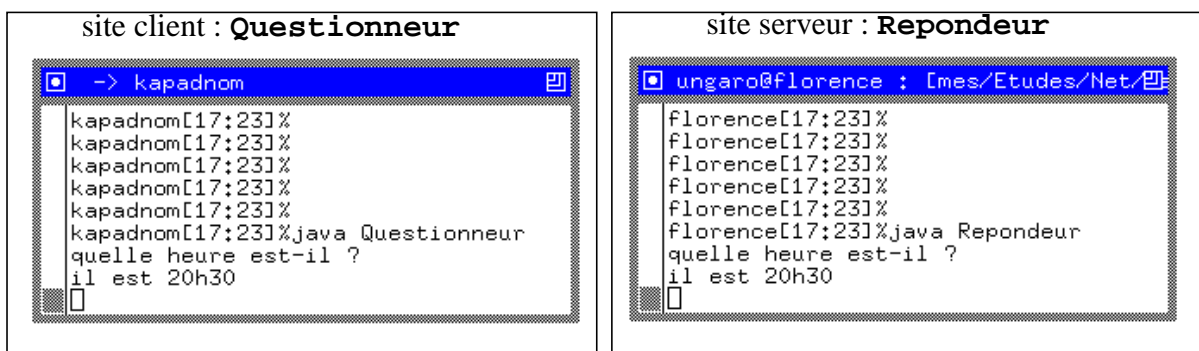 site client : Questionneur
-> kapadnom
kapadnom[17:23]%
kapadnom[17:23]%
kapadnom[17:23]%
kapadnom[17:23]%
kapadnom[17:23]%
kapadnom[17:23]%java Questionneur
quelle heure est-il ?
il est 20h30
site serveur : Repondeur
ungaro@florence : [mes/Etudes/Net/
florence[17:23]%
florence[17:23]%
florence[17:23]%
florence[17:23]%
florence[17:23]%
florence[17:23]%java Repondeur
quelle heure est-il ?
il est 20h30